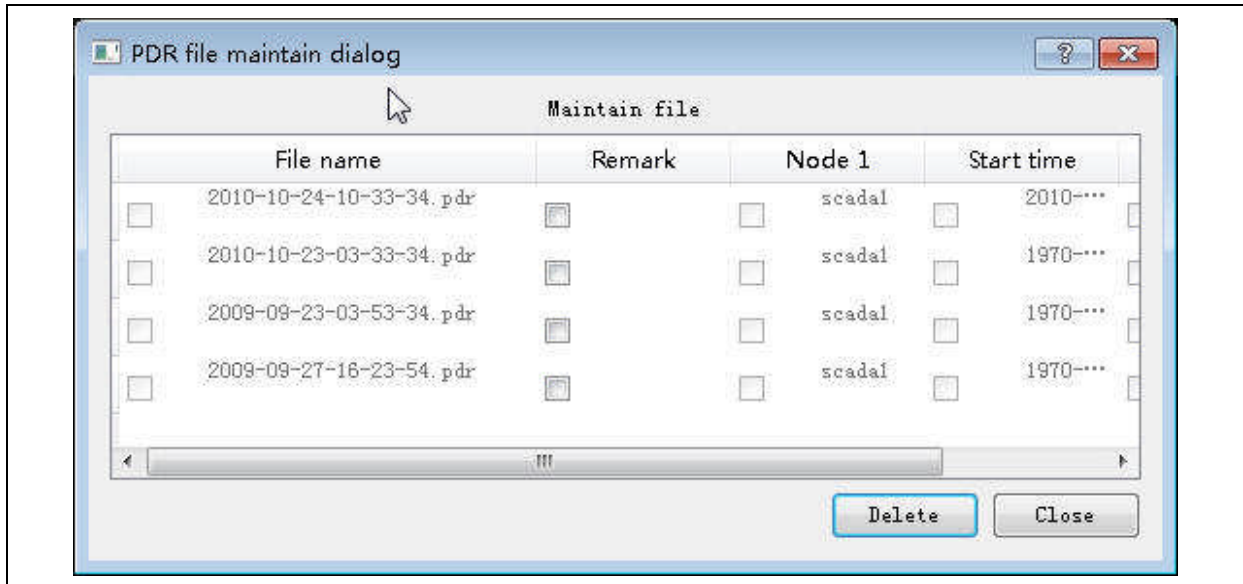 PDR file maintain dialog
Maintain file
File name Remark Node 1 Start time
2010-10-24-10-33-34.pdr scada1 2010-···
2010-10-23-03-33-34.pdr scada1 1970-···
2009-09-23-03-53-34.pdr scada1 1970-···
2009-09-27-16-23-54.pdr scada1 1970-···
Delete Close